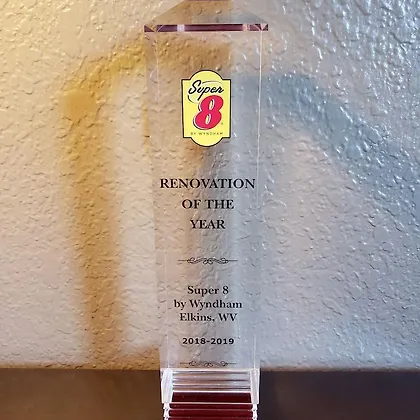 Super
8
BY WYNDHAM
RENOVATION
OF THE
YEAR
Super 8
by Wyndham
Elkins, WV
2018-2019